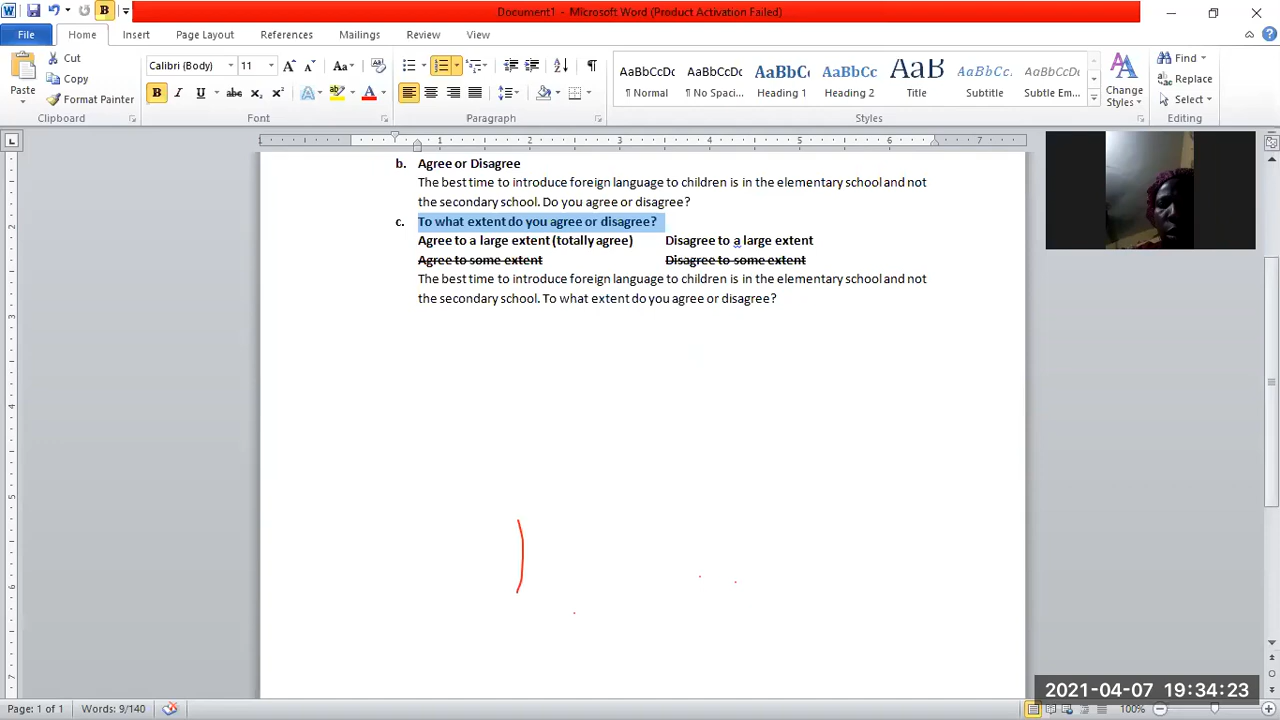 Document1 - Microsoft Word (Product Activation Failed)
File Home Insert Page Layout References Mailings Review View
Cut
Copy
Format Painter
Paste
Clipboard
Calibri (Body) 11
Font
Paragraph
AaBbCcDc AaBbCcDc AaBbCc AaBbCc AaB AaBbCc. AaBbCcDc
¶ Normal ¶ No Spaci... Heading 1 Heading 2 Title Subtitle Subtle Em...
Change
Styles
Styles
Find
Replace
Select
Editing
b. Agree or Disagree
The best time to introduce foreign language to children is in the elementary school and not
the secondary school. Do you agree or disagree?
c. To what extent do you agree or disagree?
Agree to a large extent (totally agree) Disagree to a large extent
Agree to some extent Disagree to some extent
The best time to introduce foreign language to children is in the elementary school and not
the secondary school. To what extent do you agree or disagree?
2021-04-07 19:34:23
Page: 1 of 1 Words: 9/140 100%